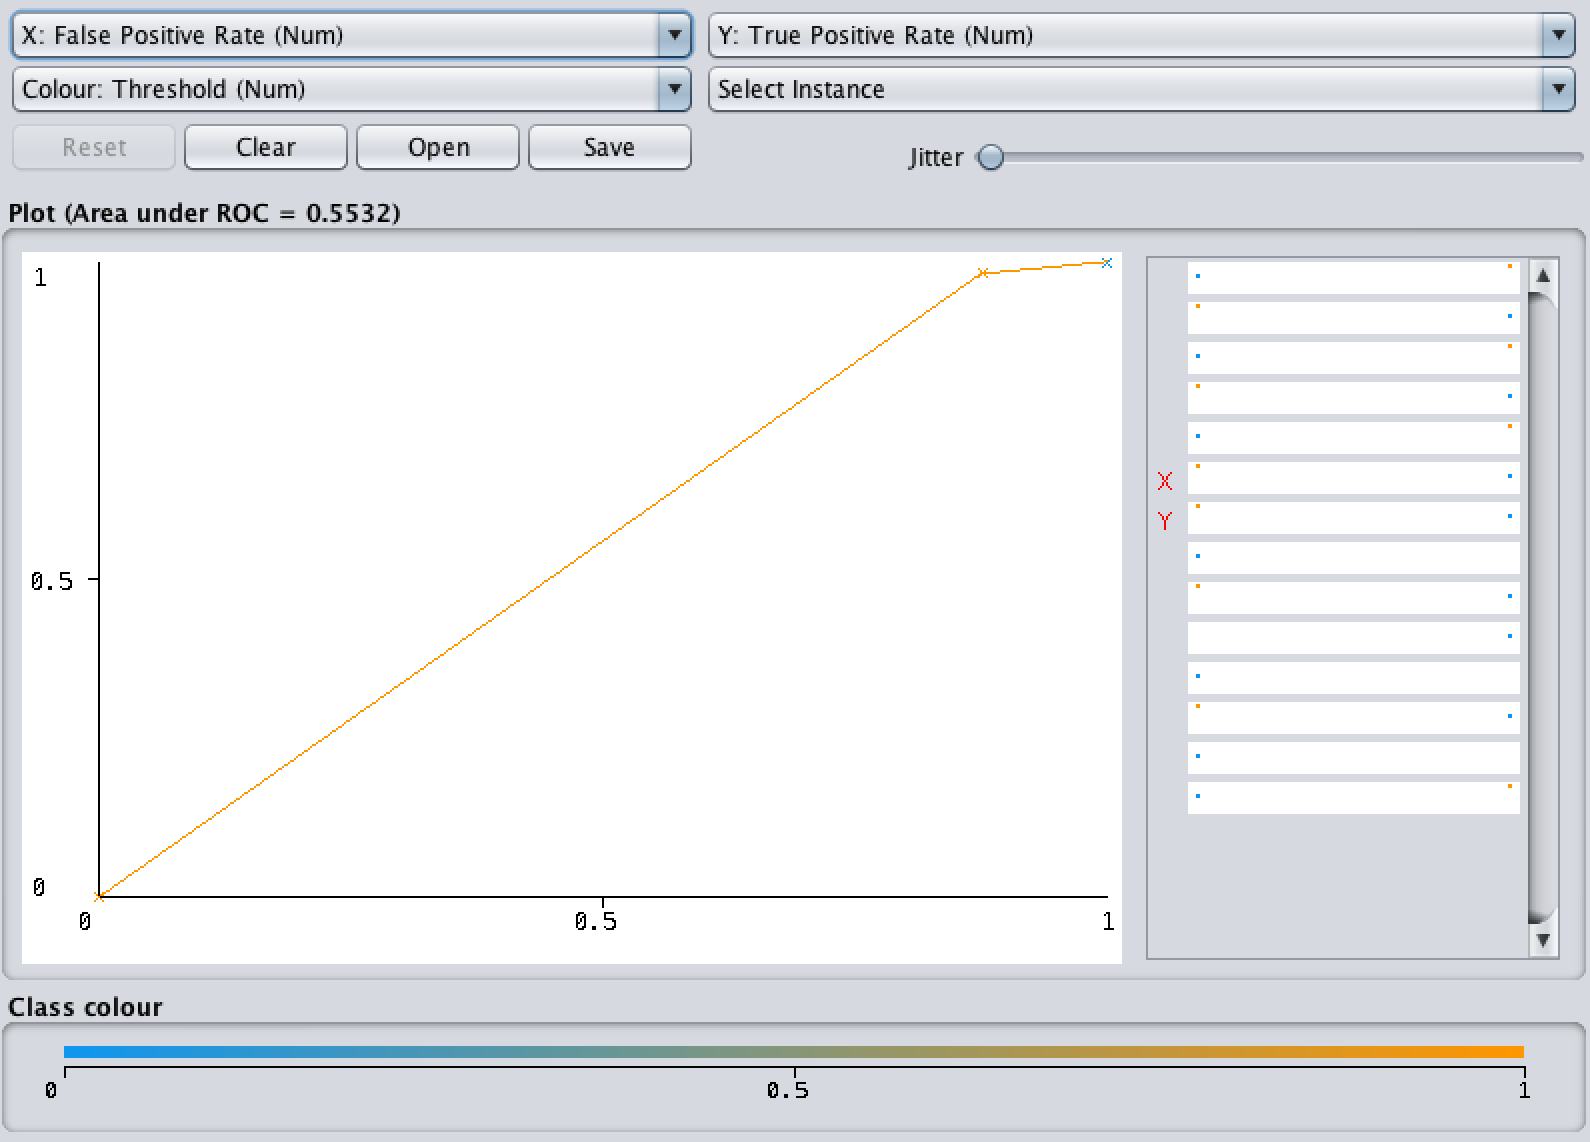 X: False Positive Rate (Num)
Y: True Positive Rate (Num)
Colour: Threshold (Num)
Select Instance
Reset
Clear
Open
Save
Jitter
Plot (Area under ROC = 0.5532)
1
0.5
0
0
0.5
1
X
Y
Class colour
0
0.5
1